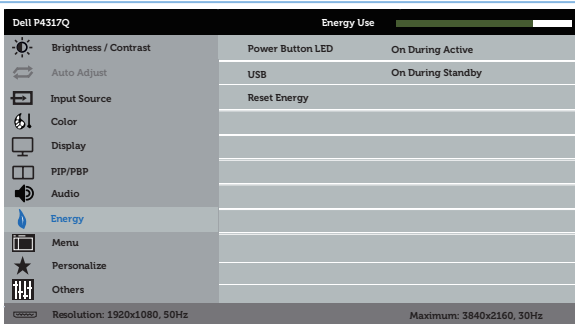 Dell P4317Q Energy Use
Brightness / Contrast Power Button LED On During Active
Auto Adjust USB On During Standby
Input Source Reset Energy
Color
Display
PIP/PBP
Audio
Energy
Menu
Personalize
Others
Resolution: 1920x1080, 50Hz Maximum: 3840x2160, 30Hz